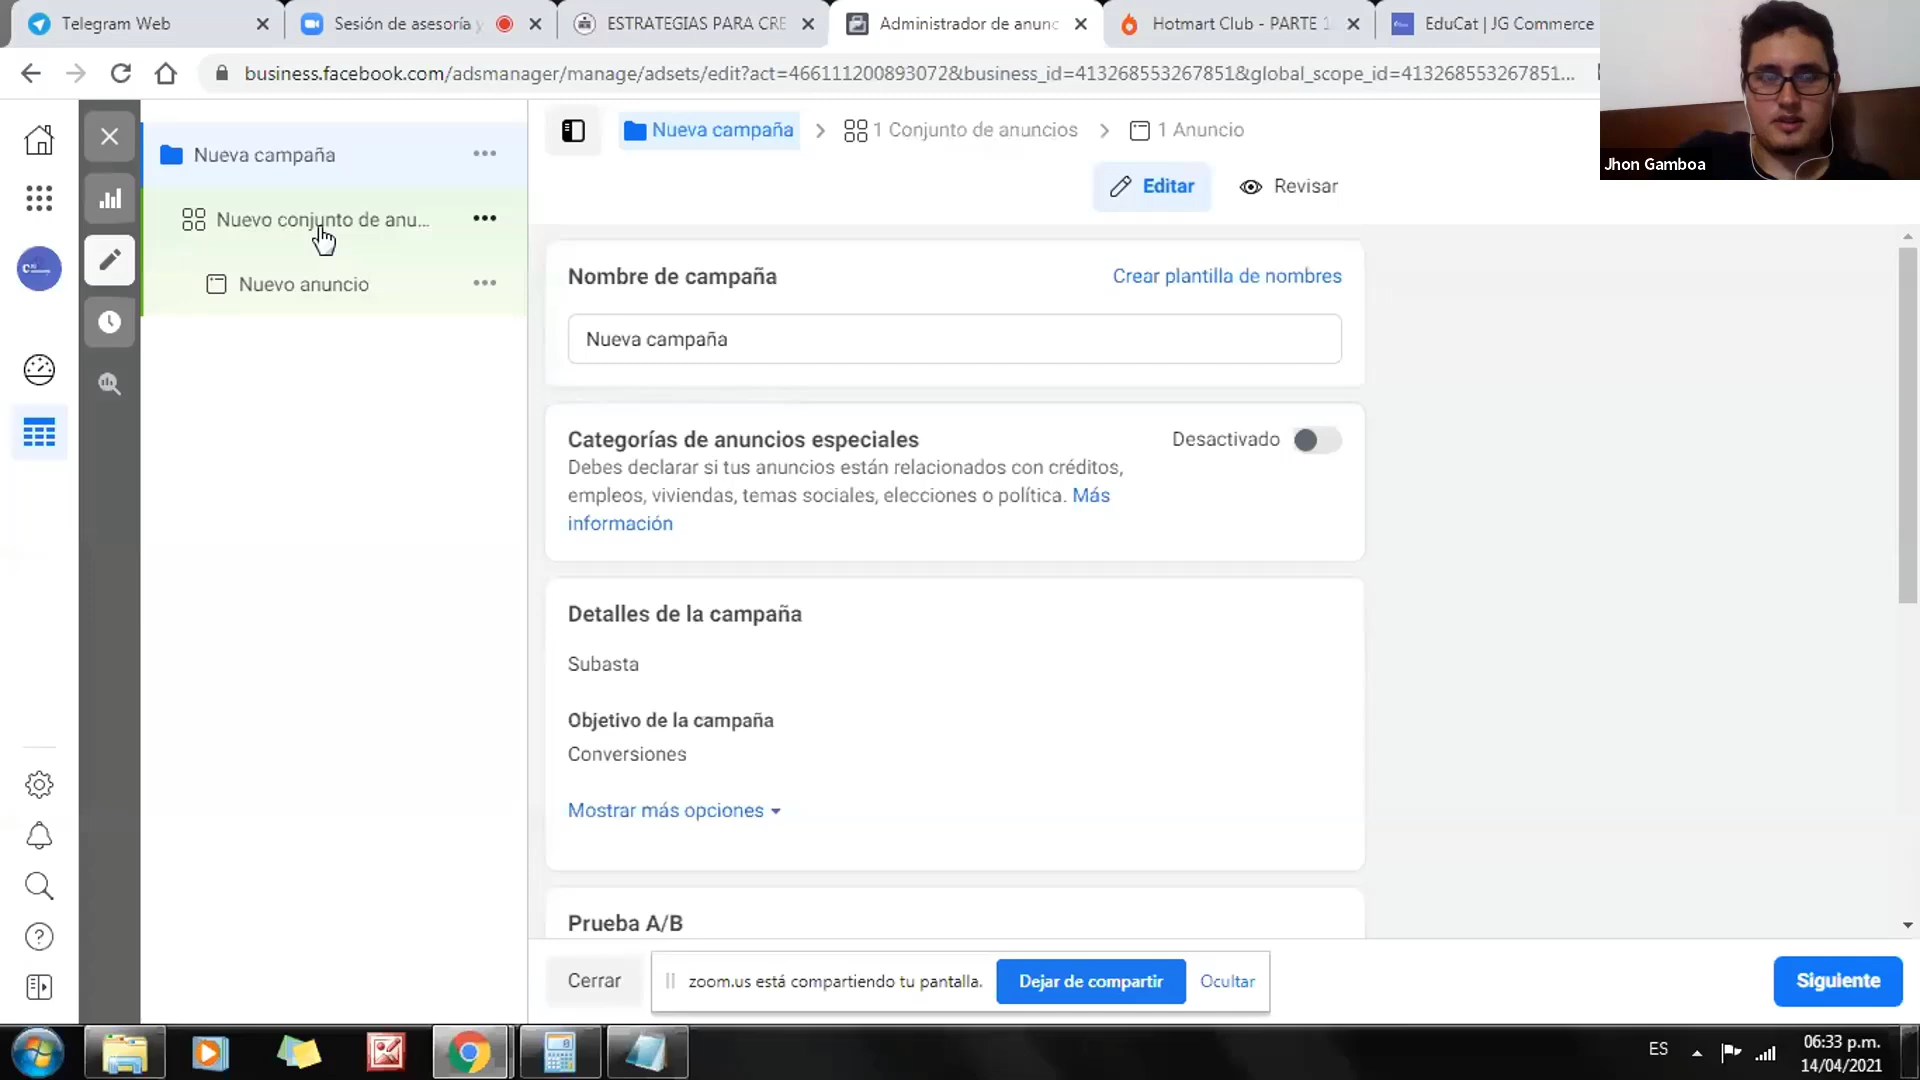 Telegram Web
Sesión de asesoría y
ESTRATEGIAS PARA CRE
Administrador de anunc
Hotmart Club - PARTE 1
EduCat | JG Commerce
business.facebook.com/adsmanager/manage/adsets/edit?act=466111200893072&business_id=413268553267851&global_scope_id=413268553267851...
Jhon Gamboa
Nueva campaña
Nuevo conjunto de anu...
Nuevo anuncio
Nueva campaña
1 Conjunto de anuncios
1 Anuncio
Editar
Revisar
Nombre de campaña
Crear plantilla de nombres
Nueva campaña
Categorías de anuncios especiales
Desactivado
Debes declarar si tus anuncios están relacionados con créditos,
empleos, viviendas, temas sociales, elecciones o política. Más
información
Detalles de la campaña
Subasta
Objetivo de la campaña
Conversiones
Mostrar más opciones
Prueba A/B
Cerrar
zoom.us está compartiendo tu pantalla.
Dejar de compartir
Ocultar
Siguiente
ES
06:33 p.m.
14/04/2021